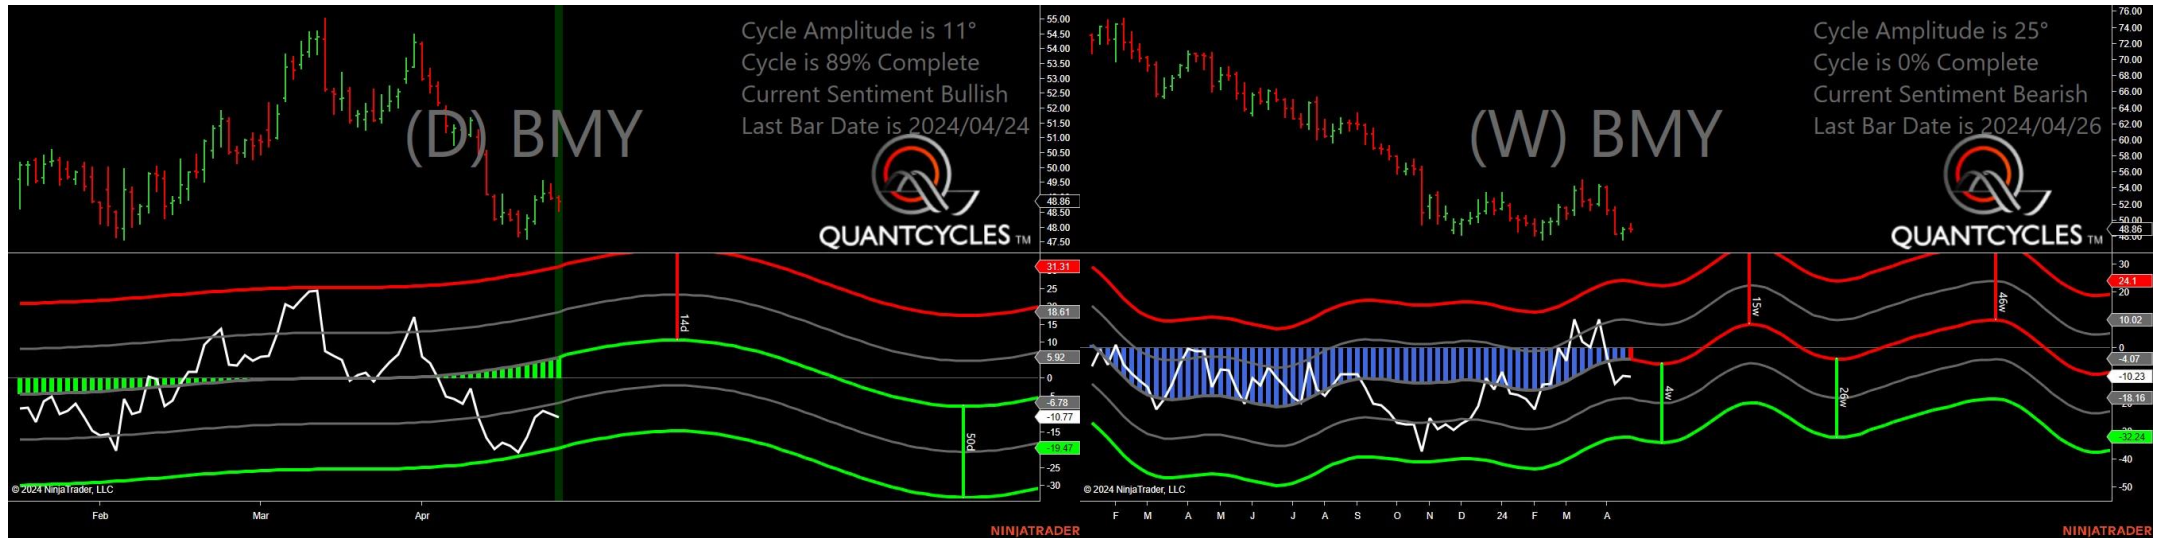 Cycle Amplitude is 11°
Cycle is 89% Complete
Current Sentiment Bullish
Last Bar Date is 2024/04/24
(D) BMY
QUANTCYCLES TM
55.00
54.50
54.00
53.50
53.00
52.50
52.00
51.50
51.00
50.50
50.00
49.50
48.86
48.50
48.00
47.50
31.31
25
18.61
15
10
5.92
0
-6.78
-10.77
-15
-19.47
-25
-30
14d
50d
© 2024 NinjaTrader, LLC
Feb Mar Apr
NINJATRADER
Cycle Amplitude is 25°
Cycle is 0% Complete
Current Sentiment Bearish
Last Bar Date is 2024/04/26
(W) BMY
QUANTCYCLES TM
76.00
74.00
72.00
70.00
68.00
66.00
64.00
62.00
60.00
58.00
56.00
54.00
52.00
50.00
48.86
48.00
30
24.1
20
10.02
0
-4.07
-10.23
-18.16
-32.24
-40
-50
15w
46w
4w
26w
© 2024 NinjaTrader, LLC
F M A M J J A S O N D 24 F M A
NINJATRADER